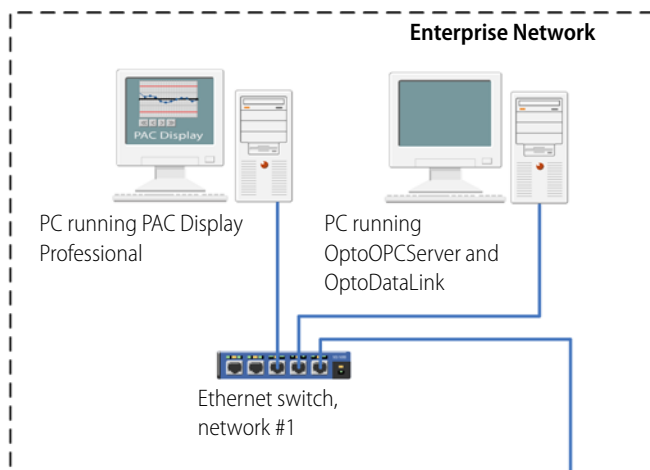 Enterprise Network
PAC Display
PC running PAC Display
Professional
PC running
OptoOPCServer and
OptoDataLink
Ethernet switch,
network #1